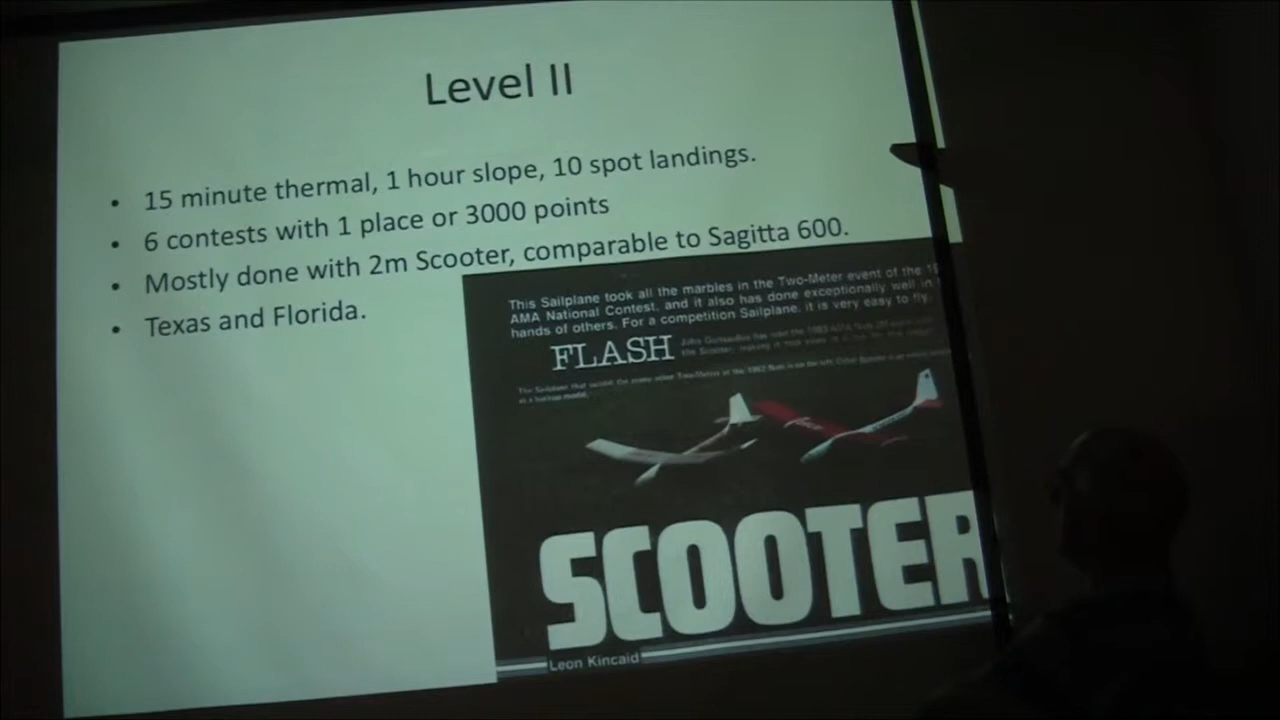 Level II
• 15 minute thermal, 1 hour slope, 10 spot landings.
• 6 contests with 1 place or 3000 points
• Mostly done with 2m Scooter, comparable to Sagitta 600.
• Texas and Florida.
This Sailplane took all the marbles in the Two-Meter event of the
AMA National Contest, and it also has done exceptionally well in
hands of others. For a competition Sailplane, it is very easy to fly.
FLASH
SCOOTER
Leon Kincaid